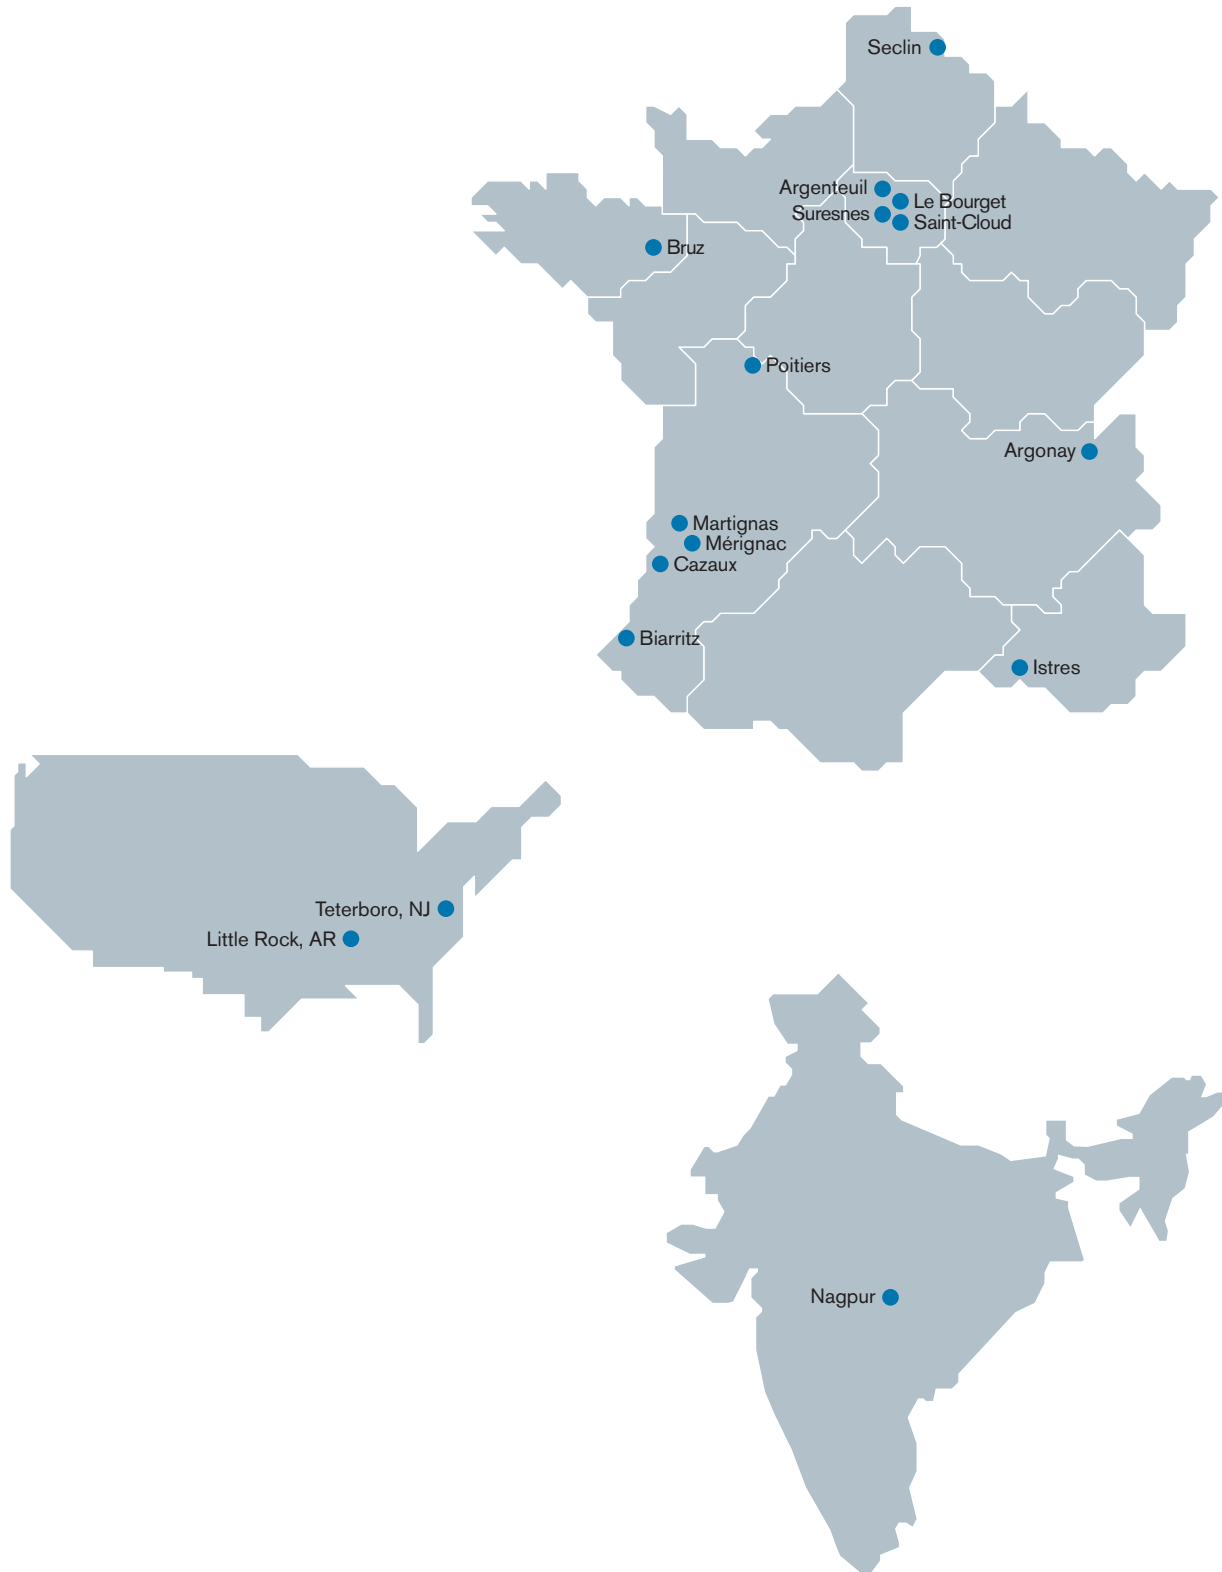 Seclin
Argenteuil
Le Bourget
Suresnes
Saint-Cloud
Bruz
Poitiers
Argonay
Martignas
Mérignac
Cazaux
Biarritz
Istres
Teterboro, NJ
Little Rock, AR
Nagpur